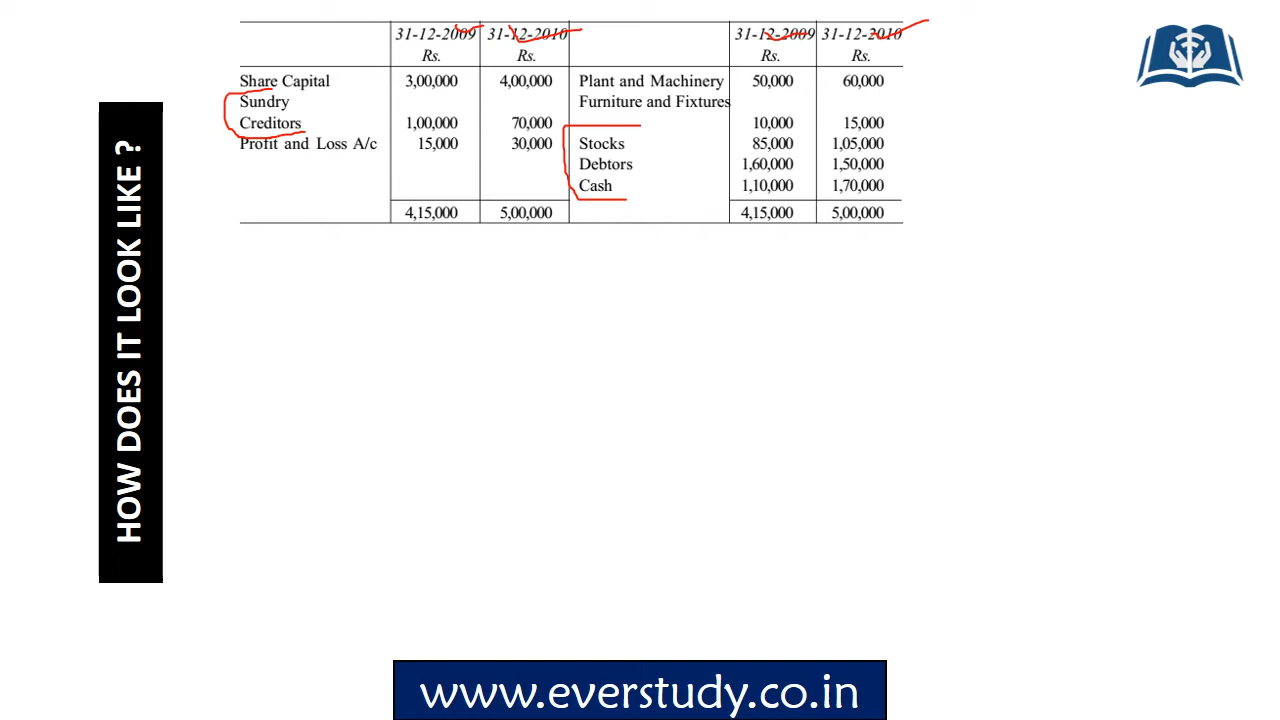 31-12-2009 31-12-2010 31-12-2009 31-12-2010
Rs. Rs. Rs. Rs.
Share Capital 3,00,000 4,00,000 Plant and Machinery 50,000 60,000
Sundry Furniture and Fixtures
Creditors 1,00,000 70,000 10,000 15,000
Profit and Loss A/c 15,000 30,000 Stocks 85,000 1,05,000
Debtors 1,60,000 1,50,000
Cash 1,10,000 1,70,000
4,15,000 5,00,000 4,15,000 5,00,000
HOW DOES IT LOOK LIKE ?
www.everstudy.co.in